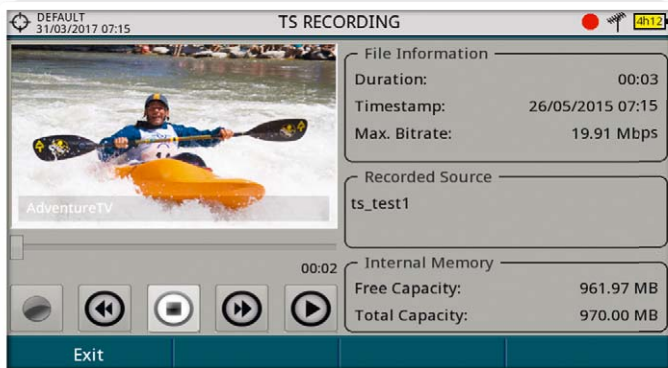 DEFAULT
31/03/2017 07:15
TS RECORDING
4h12
AdventureTV
00:02
File Information
Duration: 00:03
Timestamp: 26/05/2015 07:15
Max. Bitrate: 19.91 Mbps
Recorded Source
ts_test1
Internal Memory
Free Capacity: 961.97 MB
Total Capacity: 970.00 MB
Exit